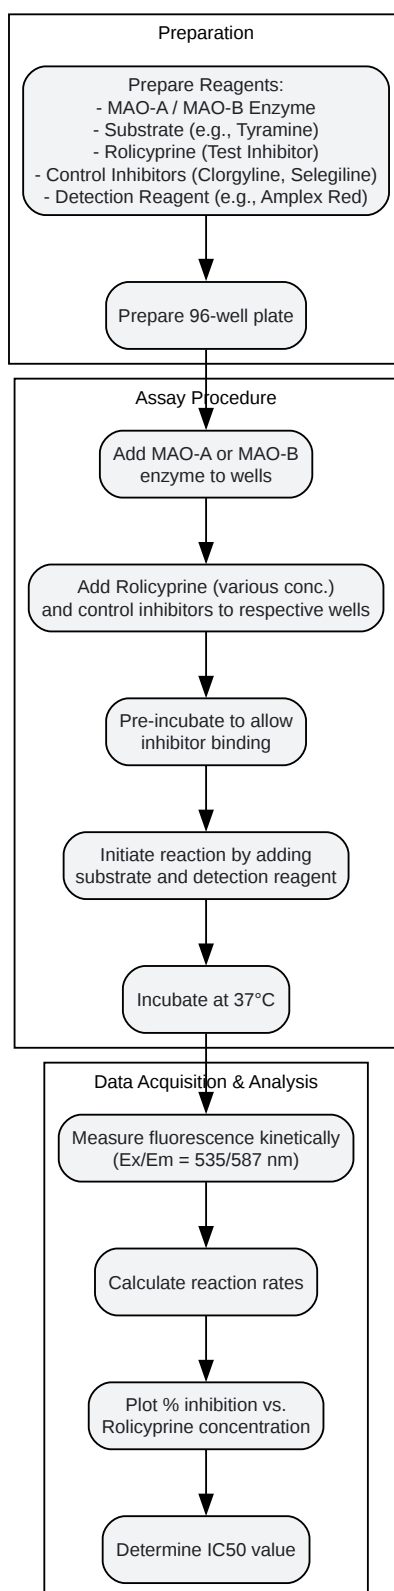 Preparation
Prepare Reagents:
- MAO-A / MAO-B Enzyme
- Substrate (e.g., Tyramine)
- Rolicyprine (Test Inhibitor)
- Control Inhibitors (Clorgyline, Selegiline)
- Detection Reagent (e.g., Amplex Red)
Prepare 96-well plate
Assay Procedure
Add MAO-A or MAO-B
enzyme to wells
Add Rolicyprine (various conc.)
and control inhibitors to respective wells
Pre-incubate to allow
inhibitor binding
Initiate reaction by adding
substrate and detection reagent
Incubate at 37°C
Data Acquisition & Analysis
Measure fluorescence kinetically
(Ex/Em = 535/587 nm)
Calculate reaction rates
Plot % inhibition vs.
Rolicyprine concentration
Determine IC50 value